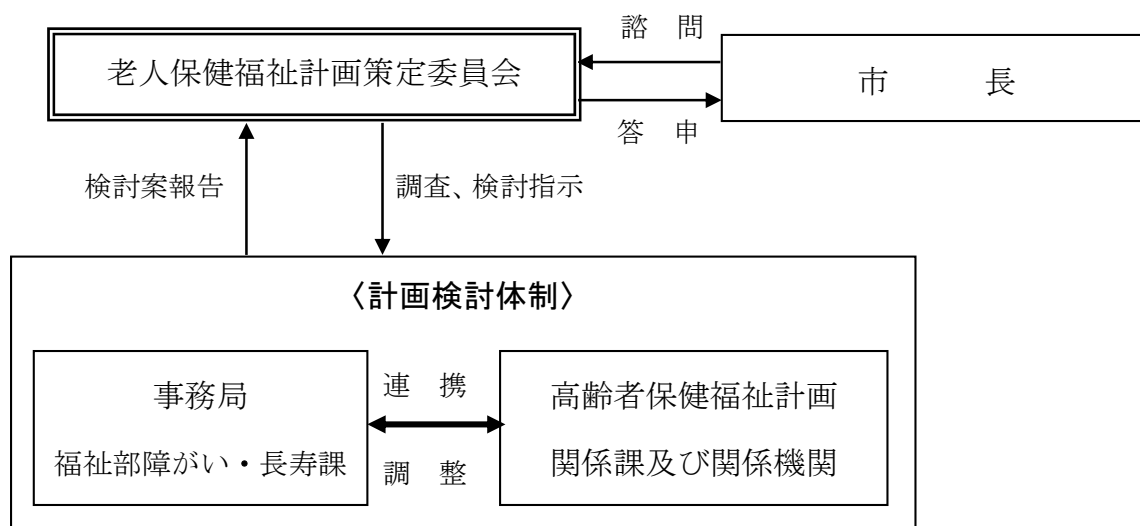 諮　問
老人保健福祉計画策定委員会
市　　　長
答　申
検討案報告
調査、検討指示
〈計画検討体制〉
事務局
福祉部障がい・長寿課
連　携
調　整
高齢者保健福祉計画
関係課及び関係機関